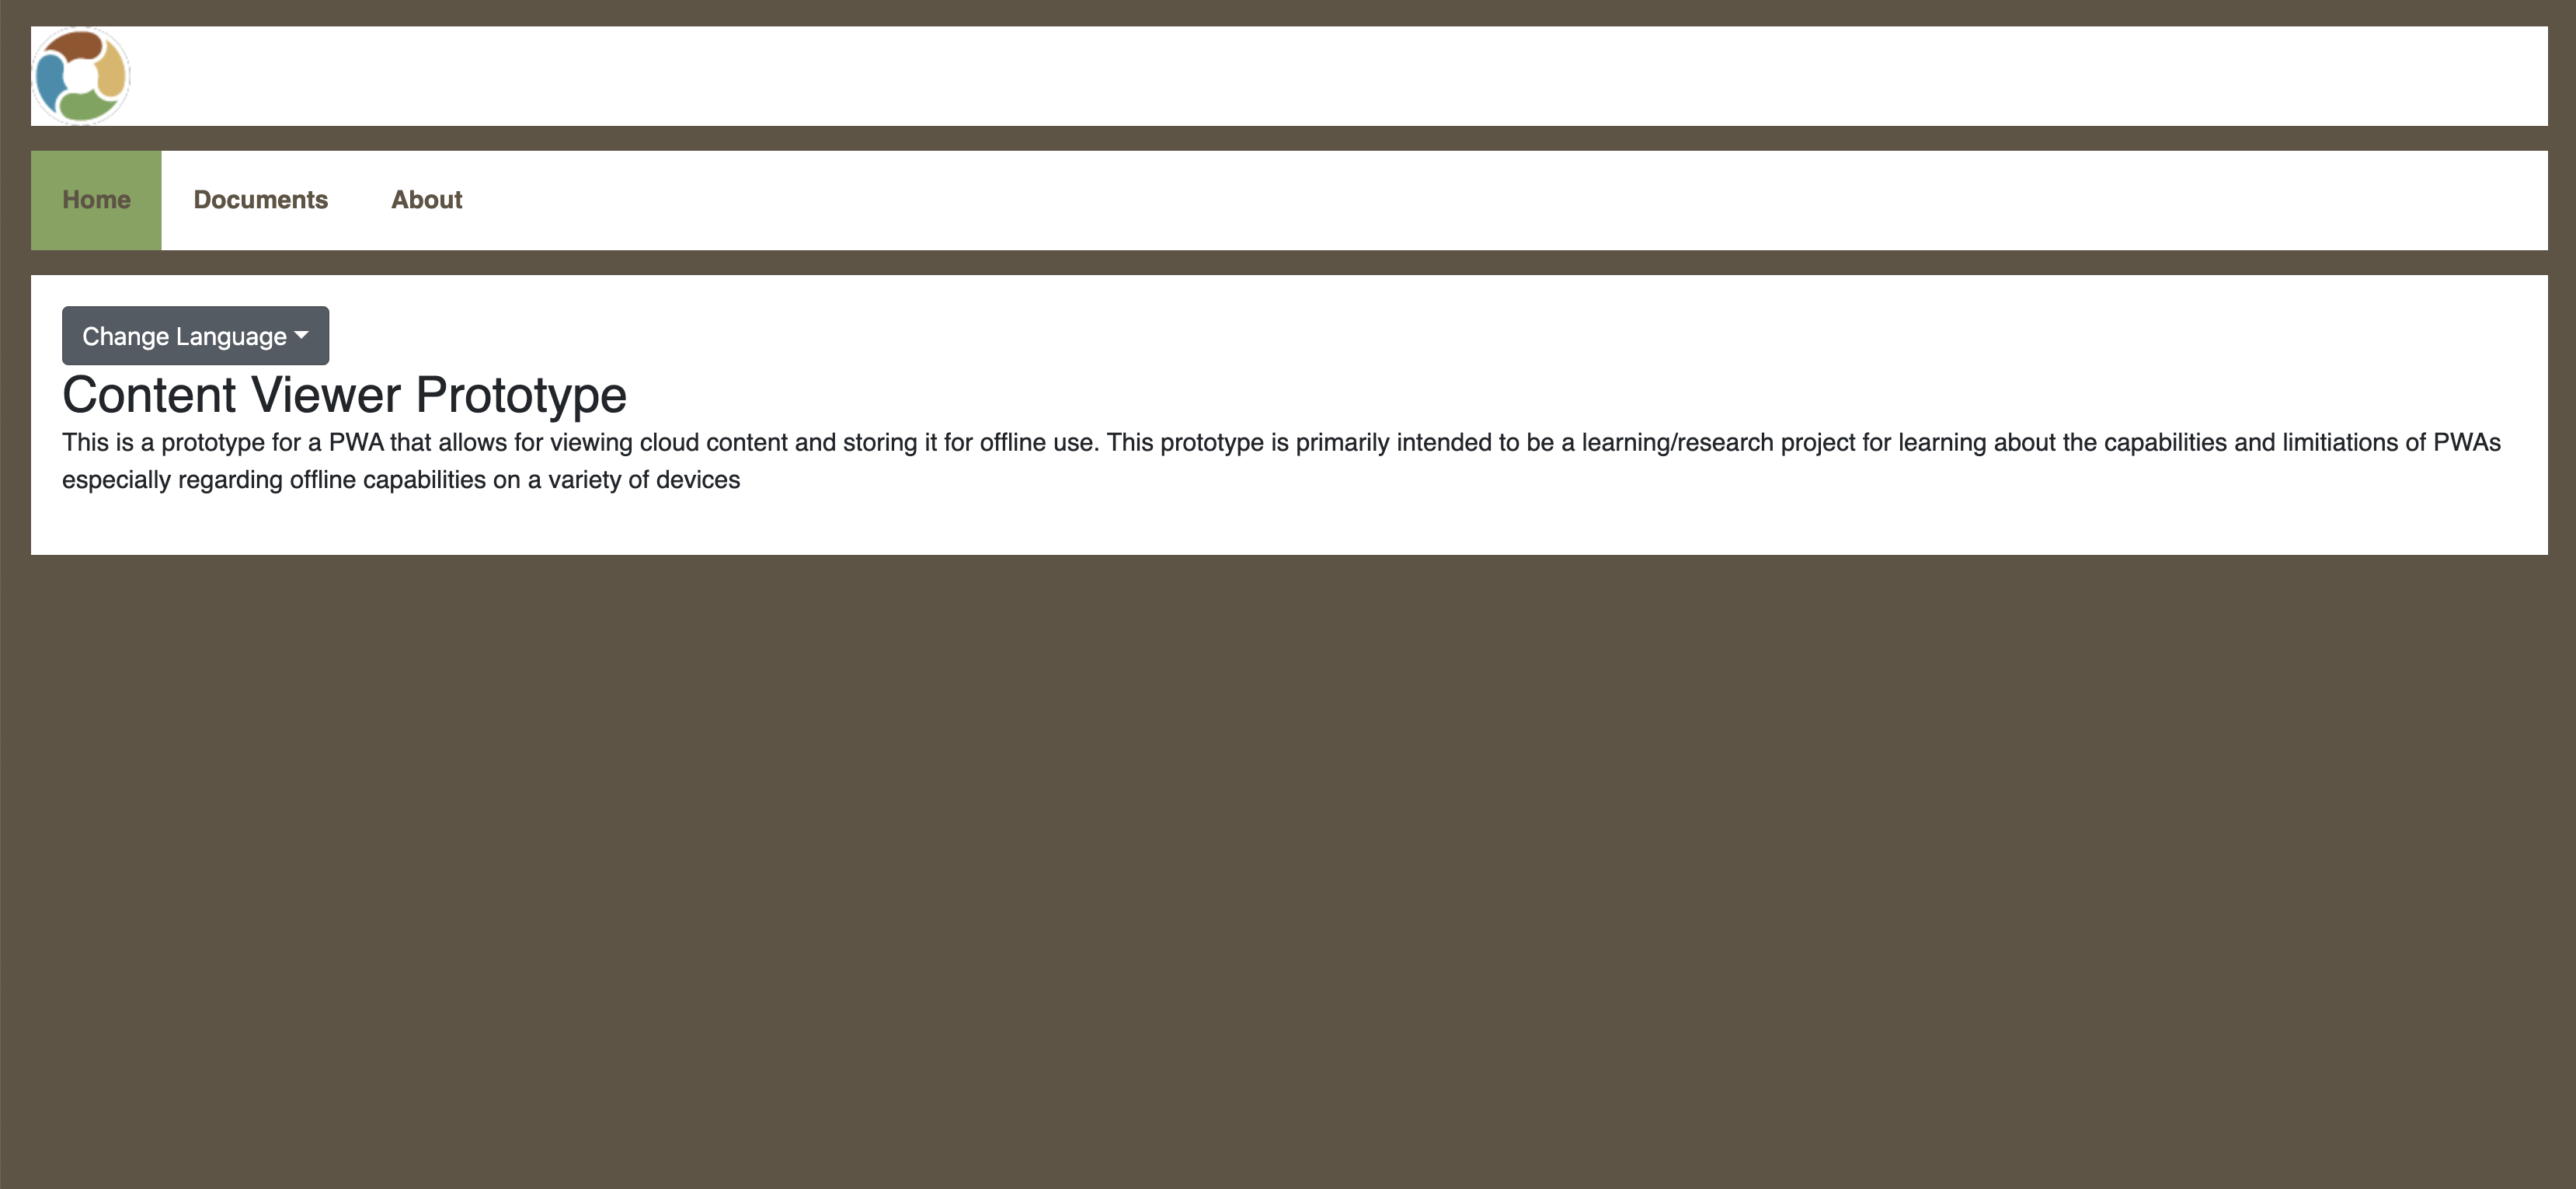 Home
Documents
About
Change Language
Content Viewer Prototype
This is a prototype for a PWA that allows for viewing cloud content and storing it for offline use. This prototype is primarily intended to be a learning/research project for learning about the capabilities and limitiations of PWAs
especially regarding offline capabilities on a variety of devices